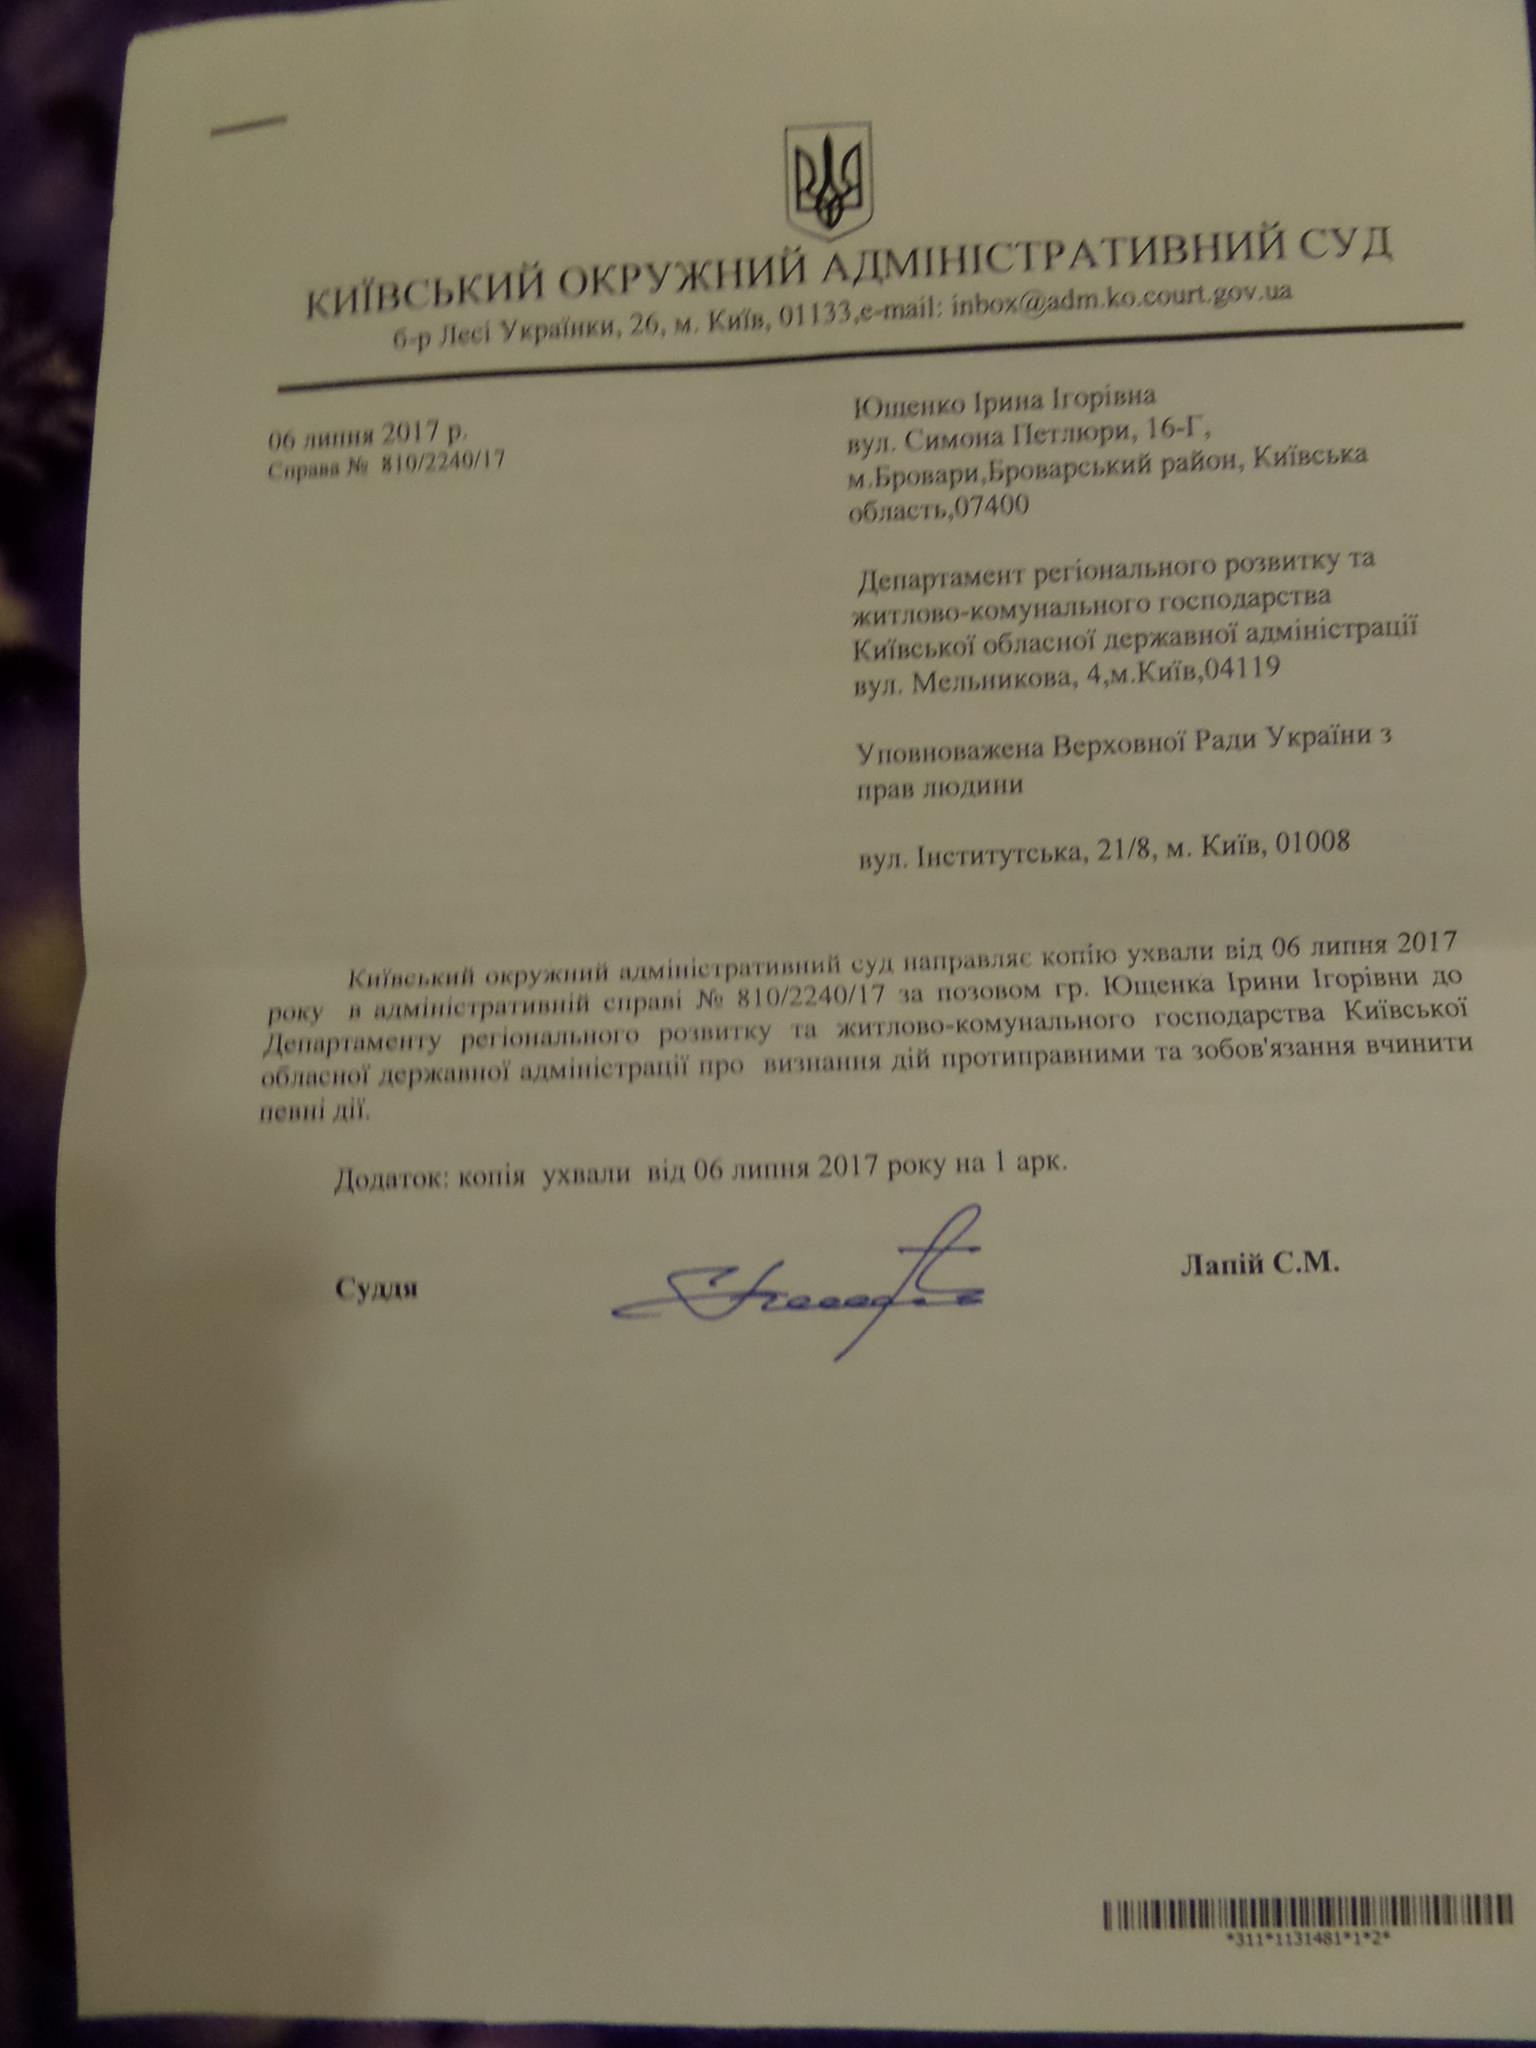 КИЇВСЬКИЙ ОКРУЖНИЙ АДМІНІСТРАТИВНИЙ СУД
б-р Лесі Українки, 26, м. Київ, 01133,e-mail: inbox@adm.ko.court.gov.ua
06 липня 2017 р.
Справа № 810/2240/17
Ющенко Ірина Ігорівна
вул. Симона Петлюри, 16-Г,
м.Бровари,Броварський район, Київська
область,07400
Департамент регіонального розвитку та
житлово-комунального господарства
Київської обласної державної адміністрації
вул. Мельникова, 4,м.Київ,04119
Уповноважена Верховної Ради України з
прав людини
вул. Інститутська, 21/8, м. Київ, 01008
Київський окружний адміністративний суд направляє копію ухвали від 06 липня 2017
року в адміністративній справі № 810/2240/17 за позовом гр. Ющенка Ірини Ігорівни до
Департаменту регіонального розвитку та житлово-комунального господарства Київської
обласної державної адміністрації про визнання дій протиправними та зобов'язання вчинити
певні дії.
Додаток: копія ухвали від 06 липня 2017 року на 1 арк.
Суддя Лапій С.М.
*311*1131481*1*2*